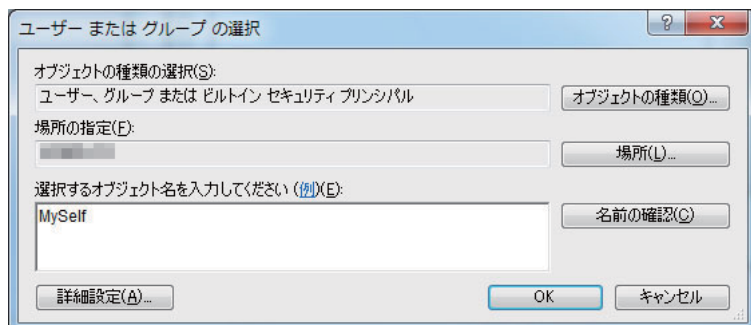 ユーザー または グループ の選択
オブジェクトの種類の選択(S):
ユーザー、グループ または ビルトイン セキュリティ プリンシパル
オブジェクトの種類(O)...
場所の指定(F):
場所(L)...
選択するオブジェクト名を入力してください (例)(E):
MySelf
名前の確認(C)
詳細設定(A)...
OK
キャンセル